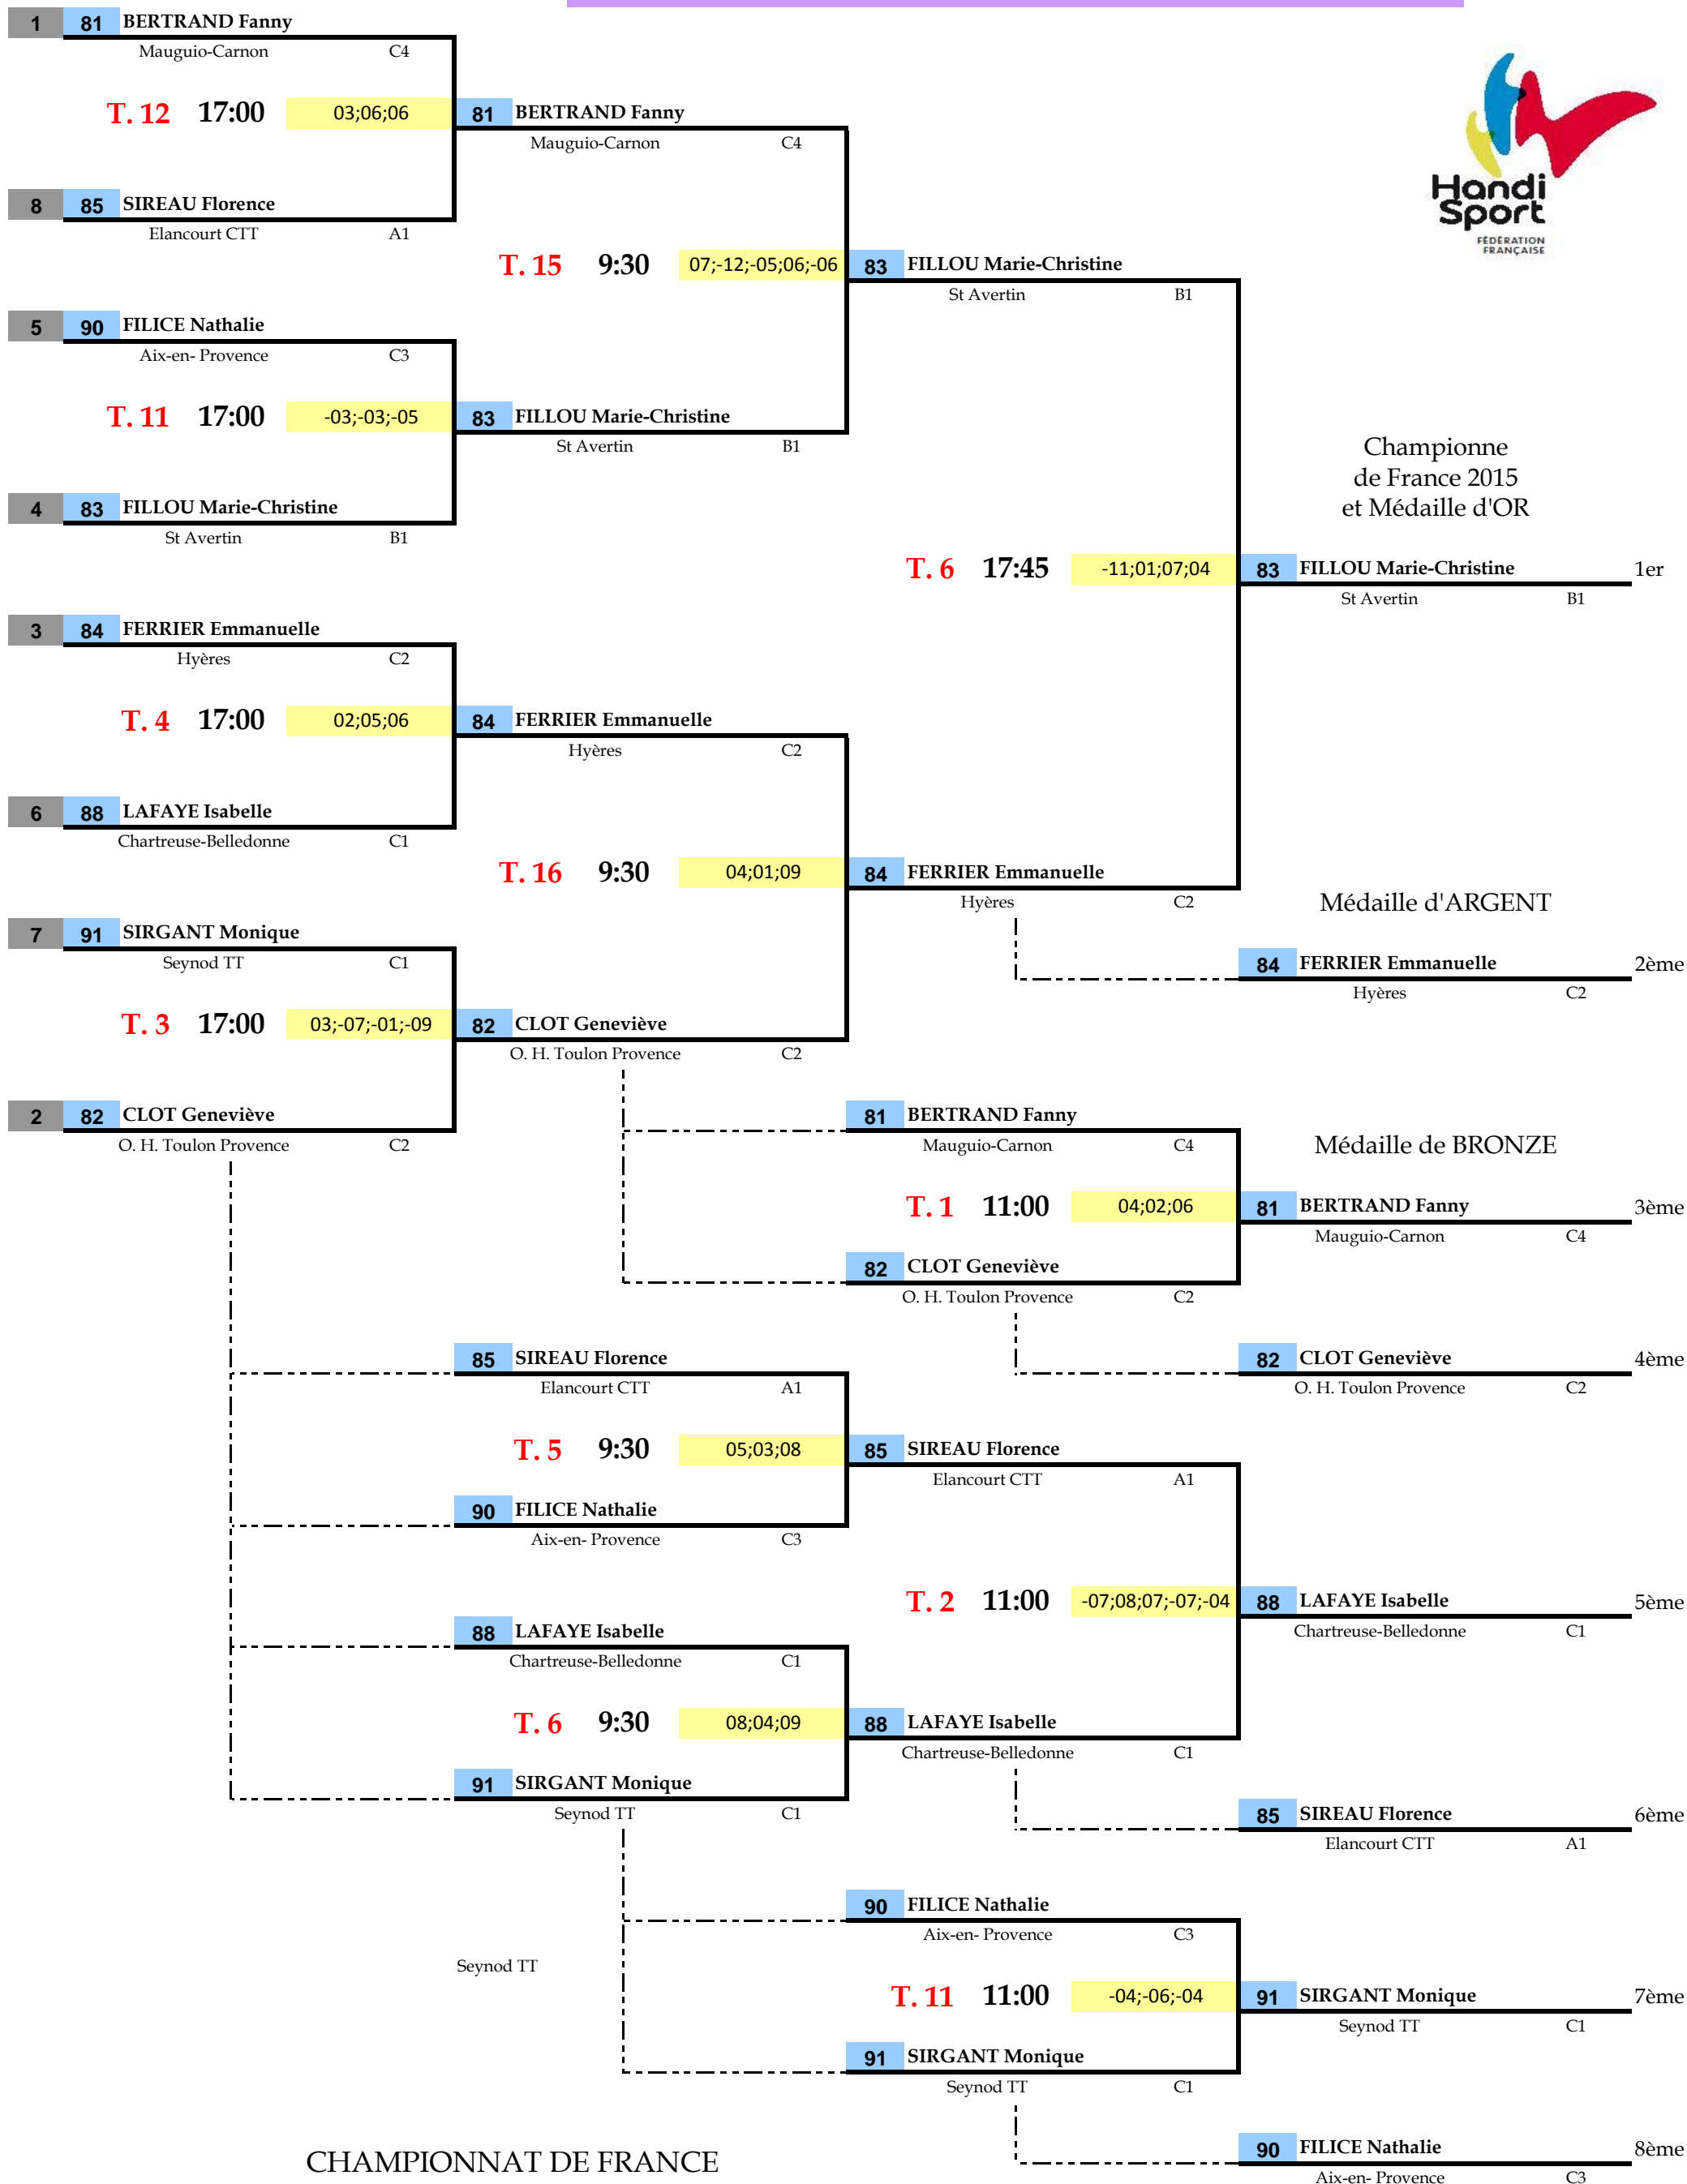 1 81 BERTRAND Fanny
Mauguio-Carnon C4
T. 12 17:00 03;06;06 81 BERTRAND Fanny
Mauguio-Carnon C4
8 85 SIREAU Florence
Elancourt CTT A1
Handi
Sport
FÉDÉRATION
FRANÇAISE
T. 15 9:30 07;-12;-05;06;-06 83 FILLOU Marie-Christine
St Avertin B1
5 90 FILICE Nathalie
Aix-en- Provence C3
T. 11 17:00 -03;-03;-05 83 FILLOU Marie-Christine
St Avertin B1
Championne
de France 2015
et Médaille d'OR
4 83 FILLOU Marie-Christine
St Avertin B1
T. 6 17:45 -11;01;07;04 83 FILLOU Marie-Christine 1er
St Avertin B1
3 84 FERRIER Emmanuelle
Hyères C2
T. 4 17:00 02;05;06 84 FERRIER Emmanuelle
Hyères C2
6 88 LAFAYE Isabelle
Chartreuse-Belledonne C1
T. 16 9:30 04;01;09 84 FERRIER Emmanuelle
Hyères C2
Médaille d'ARGENT
7 91 SIRGANT Monique
Seynod TT C1
84 FERRIER Emmanuelle 2ème
Hyères C2
T. 3 17:00 03;-07;-01;-09 82 CLOT Geneviève
O. H. Toulon Provence C2
2 82 CLOT Geneviève
O. H. Toulon Provence C2
81 BERTRAND Fanny
Mauguio-Carnon C4
Médaille de BRONZE
T. 1 11:00 04;02;06 81 BERTRAND Fanny 3ème
Mauguio-Carnon C4
82 CLOT Geneviève
O. H. Toulon Provence C2
85 SIREAU Florence
Elancourt CTT A1
82 CLOT Geneviève 4ème
O. H. Toulon Provence C2
T. 5 9:30 05;03;08 85 SIREAU Florence
Elancourt CTT A1
90 FILICE Nathalie
Aix-en- Provence C3
T. 2 11:00 -07;08;07;-07;-04 88 LAFAYE Isabelle 5ème
Chartreuse-Belledonne C1
88 LAFAYE Isabelle
Chartreuse-Belledonne C1
T. 6 9:30 08;04;09 88 LAFAYE Isabelle
Chartreuse-Belledonne C1
91 SIRGANT Monique
Seynod TT C1
85 SIREAU Florence 6ème
Elancourt CTT A1
90 FILICE Nathalie
Aix-en- Provence C3
Seynod TT
T. 11 11:00 -04;-06;-04 91 SIRGANT Monique 7ème
Seynod TT C1
91 SIRGANT Monique
Seynod TT C1
90 FILICE Nathalie 8ème
Aix-en- Provence C3
CHAMPIONNAT DE FRANCE